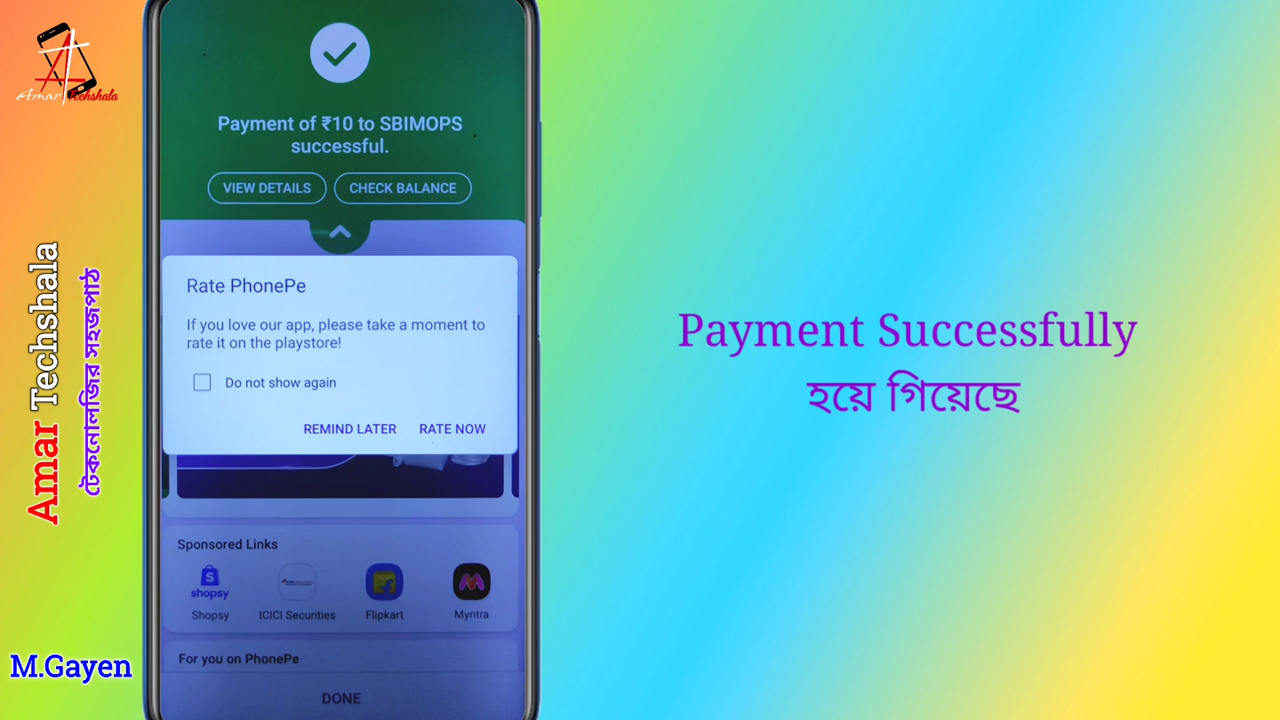 Amar Techshala
Amar Techshala
টেকনোলজির সহজপাঠ
M.Gayen
Payment of ₹10 to SBIMOPS
successful.
VIEW DETAILS
CHECK BALANCE
Rate PhonePe
If you love our app, please take a moment to
rate it on the playstore!
Do not show again
REMIND LATER
RATE NOW
Sponsored Links
S
shopsy
Shopsy
ICICI Securities
Flipkart
Myntra
For you on PhonePe
DONE
Payment Successfully
হয়ে গিয়েছে